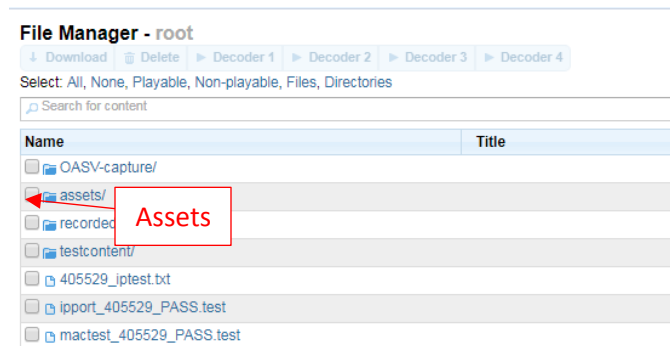 File Manager - root
Download Delete Decoder 1 Decoder 2 Decoder 3 Decoder 4
Select: All, None, Playable, Non-playable, Files, Directories
Search for content
Name Title
OASV-capture/
assets/
Assets
testcontent/
405529_iptest.txt
ipport_405529_PASS.test
mactest_405529_PASS.test